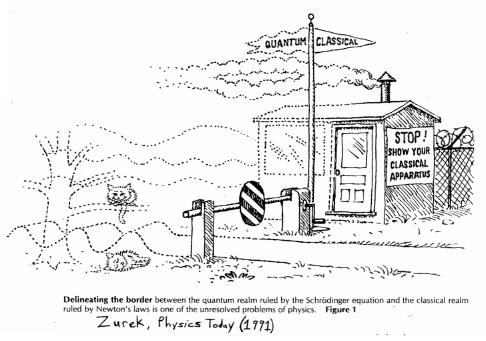 QUANTUM CLASSICAL
STOP!
SHOW YOUR
CLASSICAL
APPARATUS
Delineating the border between the quantum realm ruled by the Schrödinger equation and the classical realm
ruled by Newton's laws is one of the unresolved problems of physics. Figure 1
Zurek, Physics Today (1991)